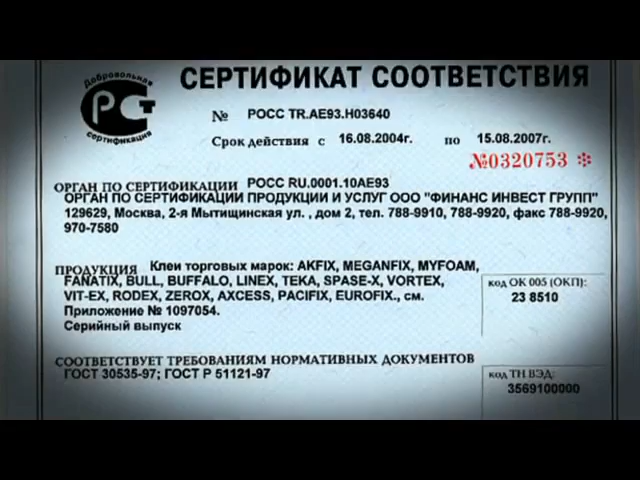 Добровольная
РСТ
сертификация
СЕРТИФИКАТ СООТВЕТСТВИЯ
№ РОСС TR.АЕ93.Н03640
Срок действия с 16.08.2004г. по 15.08.2007г.
№0320753 ✲
ОРГАН ПО СЕРТИФИКАЦИИ РОСС RU.0001.10АЕ93
ОРГАН ПО СЕРТИФИКАЦИИ ПРОДУКЦИИ И УСЛУГ ООО "ФИНАНС ИНВЕСТ ГРУПП"
129629, Москва, 2-я Мытищинская ул. , дом 2, тел. 788-9910, 788-9920, факс 788-9920,
970-7580
ПРОДУКЦИЯ Клеи торговых марок: AKFIX, MEGANFIX, MYFOAM,
FANATIX, BULL, BUFFALO, LINEX, TEKA, SPASE-X, VORTEX,
VIT-EX, RODEX, ZEROX, AXCESS, PACIFIX, EUROFIX., см.
Приложение № 1097054.
Серийный выпуск
код ОК 005 (ОКП):
23 8510
СООТВЕТСТВУЕТ ТРЕБОВАНИЯМ НОРМАТИВНЫХ ДОКУМЕНТОВ
ГОСТ 30535-97; ГОСТ Р 51121-97
код ТН ВЭД:
3569100000